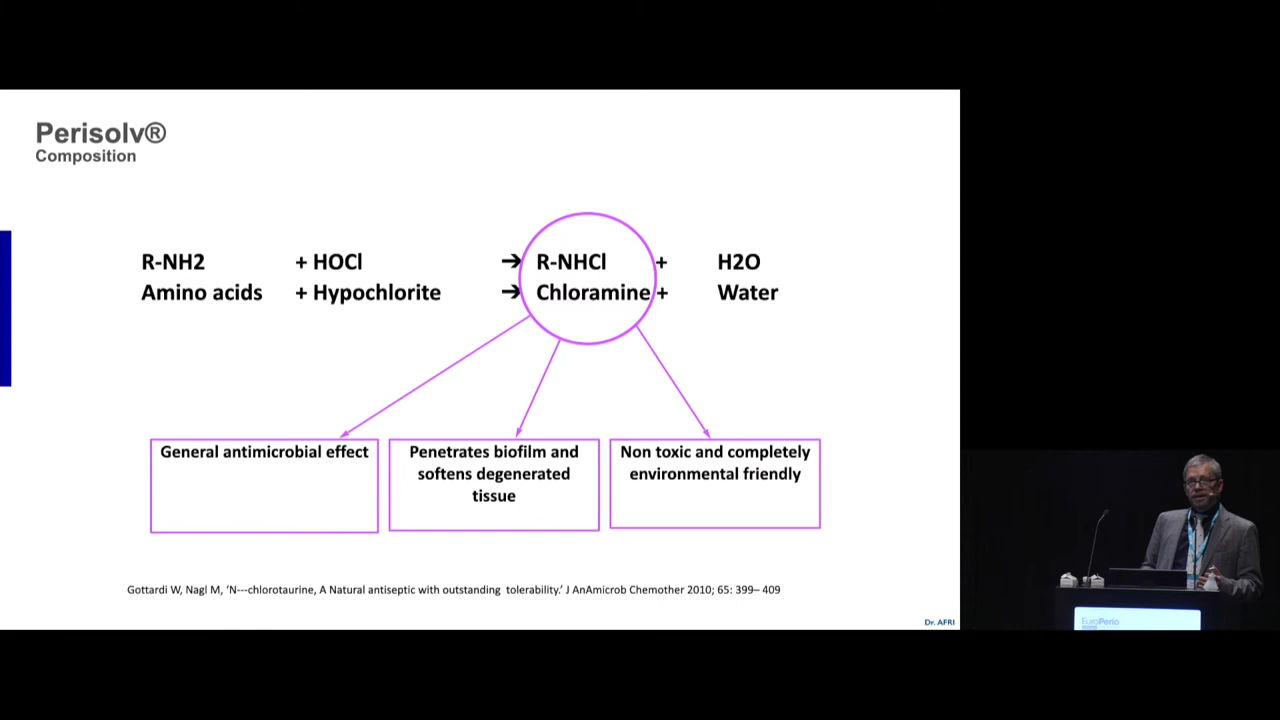 Perisolv®
Composition
R-NH2 + HOCl ➔ R-NHCl + H2O
Amino acids + Hypochlorite ➔ Chloramine + Water
General antimicrobial effect
Penetrates biofilm and
softens degenerated
tissue
Non toxic and completely
environmental friendly
Gottardi W, Nagl M, ‘N---chlorotaurine, A Natural antiseptic with outstanding tolerability.’ J AnAmicrob Chemother 2010; 65: 399– 409
Dr. AFRI
EuroPerio